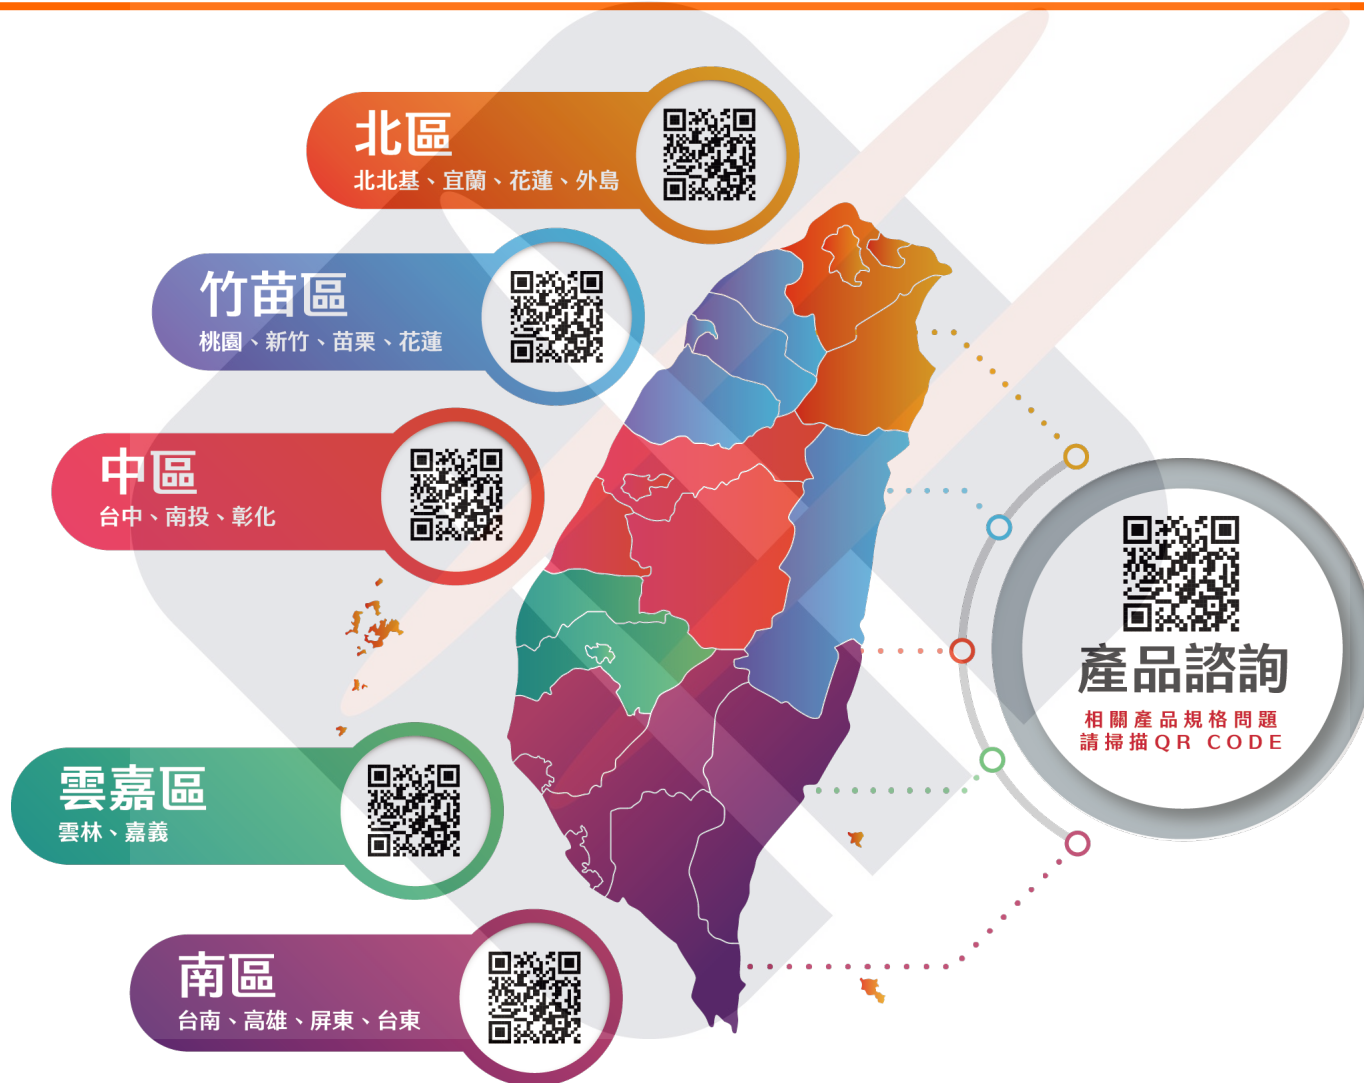 北區
北北基、宜蘭、花蓮、外島
竹苗區
桃園、新竹、苗栗、花蓮
中區
台中、南投、彰化
雲嘉區
雲林、嘉義
南區
台南、高雄、屏東、台東
產品諮詢
相關產品規格問題
請掃描QR CODE